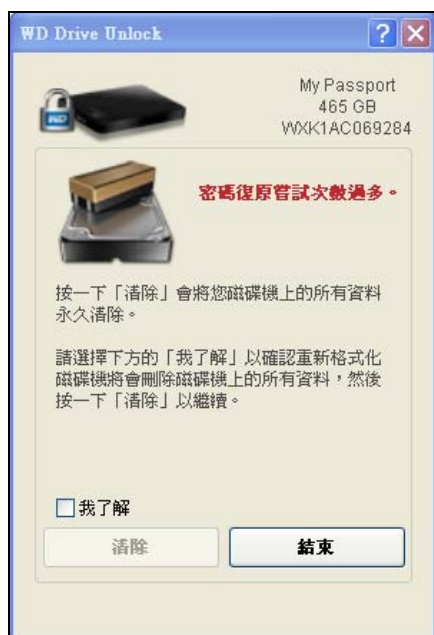 WD Drive Unlock
My Passport
465 GB
WXK1AC069284
WD
密碼復原嘗試次數過多。
按一下「清除」會將您磁碟機上的所有資料
永久清除。
請選擇下方的「我了解」以確認重新格式化
磁碟機將會刪除磁碟機上的所有資料，然後
按一下「清除」以繼續。
我了解
清除
結束